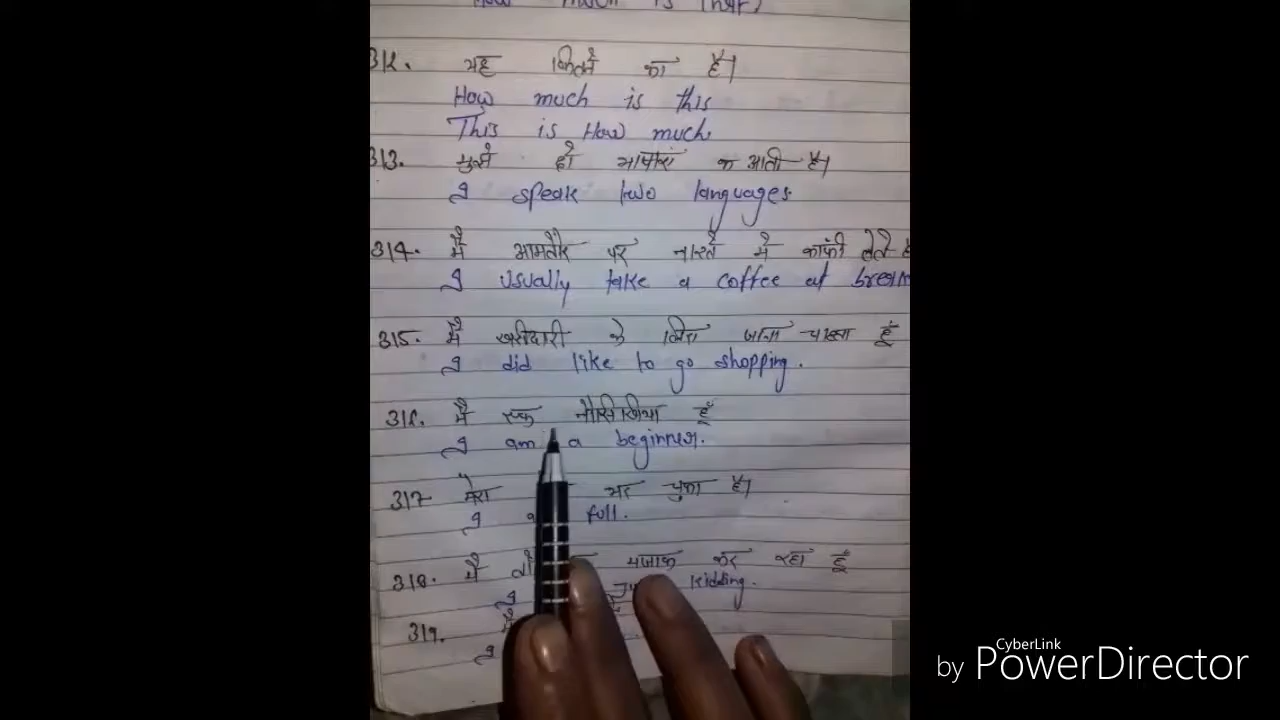 How much is that
312. यह कितने का है।
How much is this
This is How much
313. मुझे दो भाषाएं आती है।
I speak two languages
314. मैं आमतौर पर नास्ते में काफी लेते
I Usually take a coffee at break
315. मैं खरीदारी के लिए जाना चाहता हूँ
I did like to go shopping.
316. मैं एक नौसिखिया हूँ
I am a beginner.
317 मेरा भर चुका है।
I full.
318. मैं मजाक कर रहा हूँ
I kidding.
319. मैं
I
CyberLink
by PowerDirector